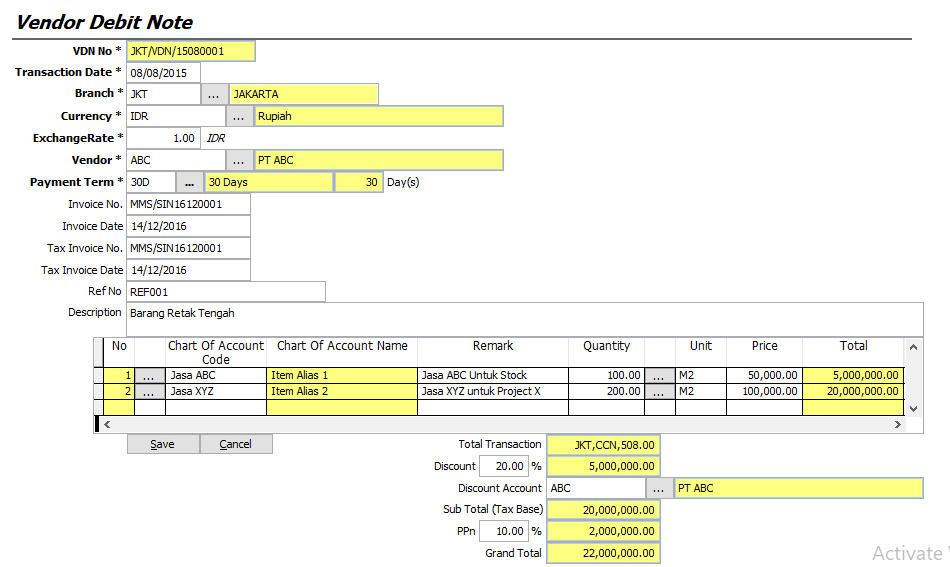 Vendor Debit Note
VDN No * JKT/VDN/15080001
Transaction Date * 08/08/2015
Branch * JKT ... JAKARTA
Currency * IDR ... Rupiah
ExchangeRate * 1.00 IDR
Vendor * ABC ... PT ABC
Payment Term * 30D ... 30 Days 30 Day(s)
Invoice No. MMS/SIN16120001
Invoice Date 14/12/2016
Tax Invoice No. MMS/SIN16120001
Tax Invoice Date 14/12/2016
Ref No REF001
Description Barang Retak Tengah
No Chart Of Account Code Chart Of Account Name Remark Quantity Unit Price Total
1 ... Jasa ABC Item Alias 1 Jasa ABC Untuk Stock 100.00 ... M2 50,000.00 5,000,000.00
2 ... Jasa XYZ Item Alias 2 Jasa XYZ untuk Project X 200.00 ... M2 100,000.00 20,000,000.00
Save Cancel Total Transaction JKT,CCN,508.00
Discount 20.00 % 5,000,000.00
Discount Account ABC ... PT ABC
Sub Total (Tax Base) 20,000,000.00
PPn 10.00 % 2,000,000.00
Grand Total 22,000,000.00
Activate